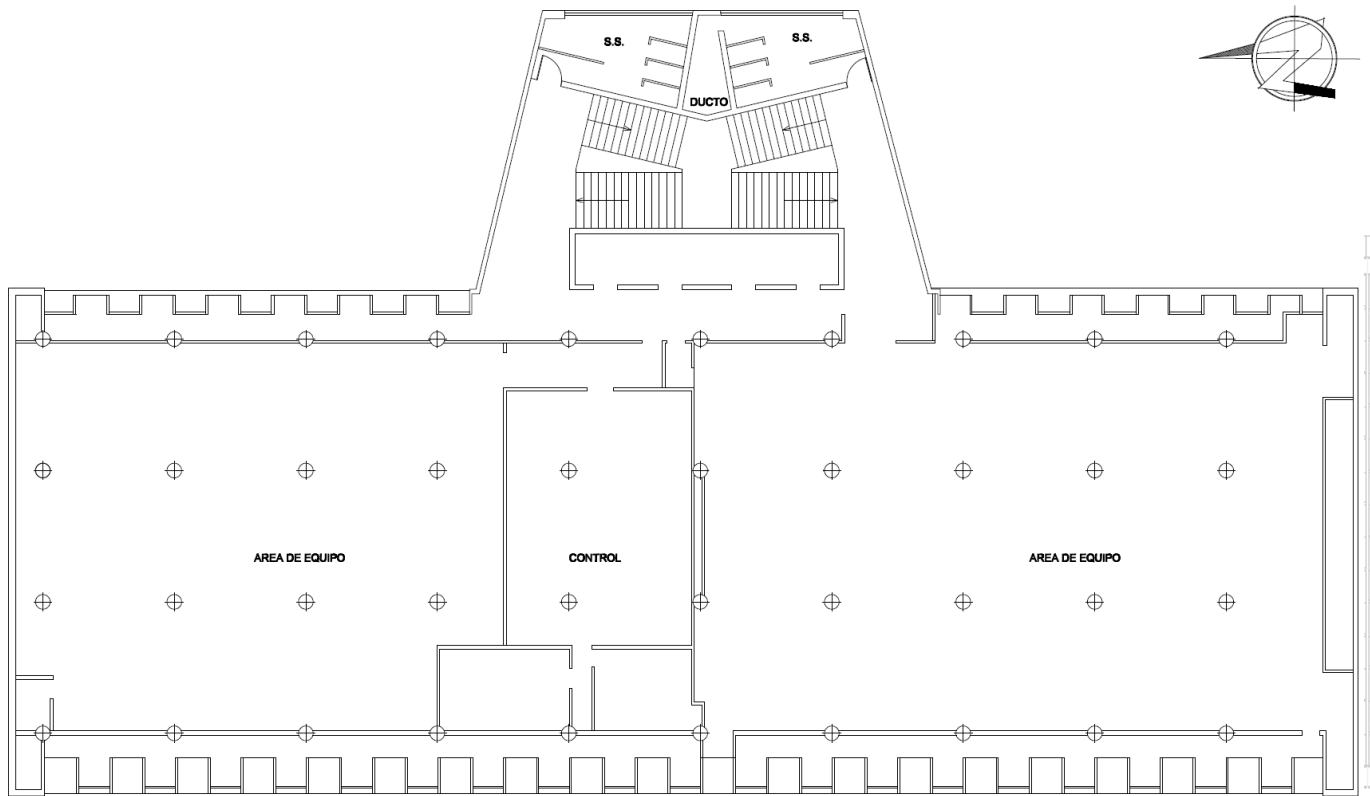 S.S.
S.S.
DUCTO
AREA DE EQUIPO
CONTROL
AREA DE EQUIPO